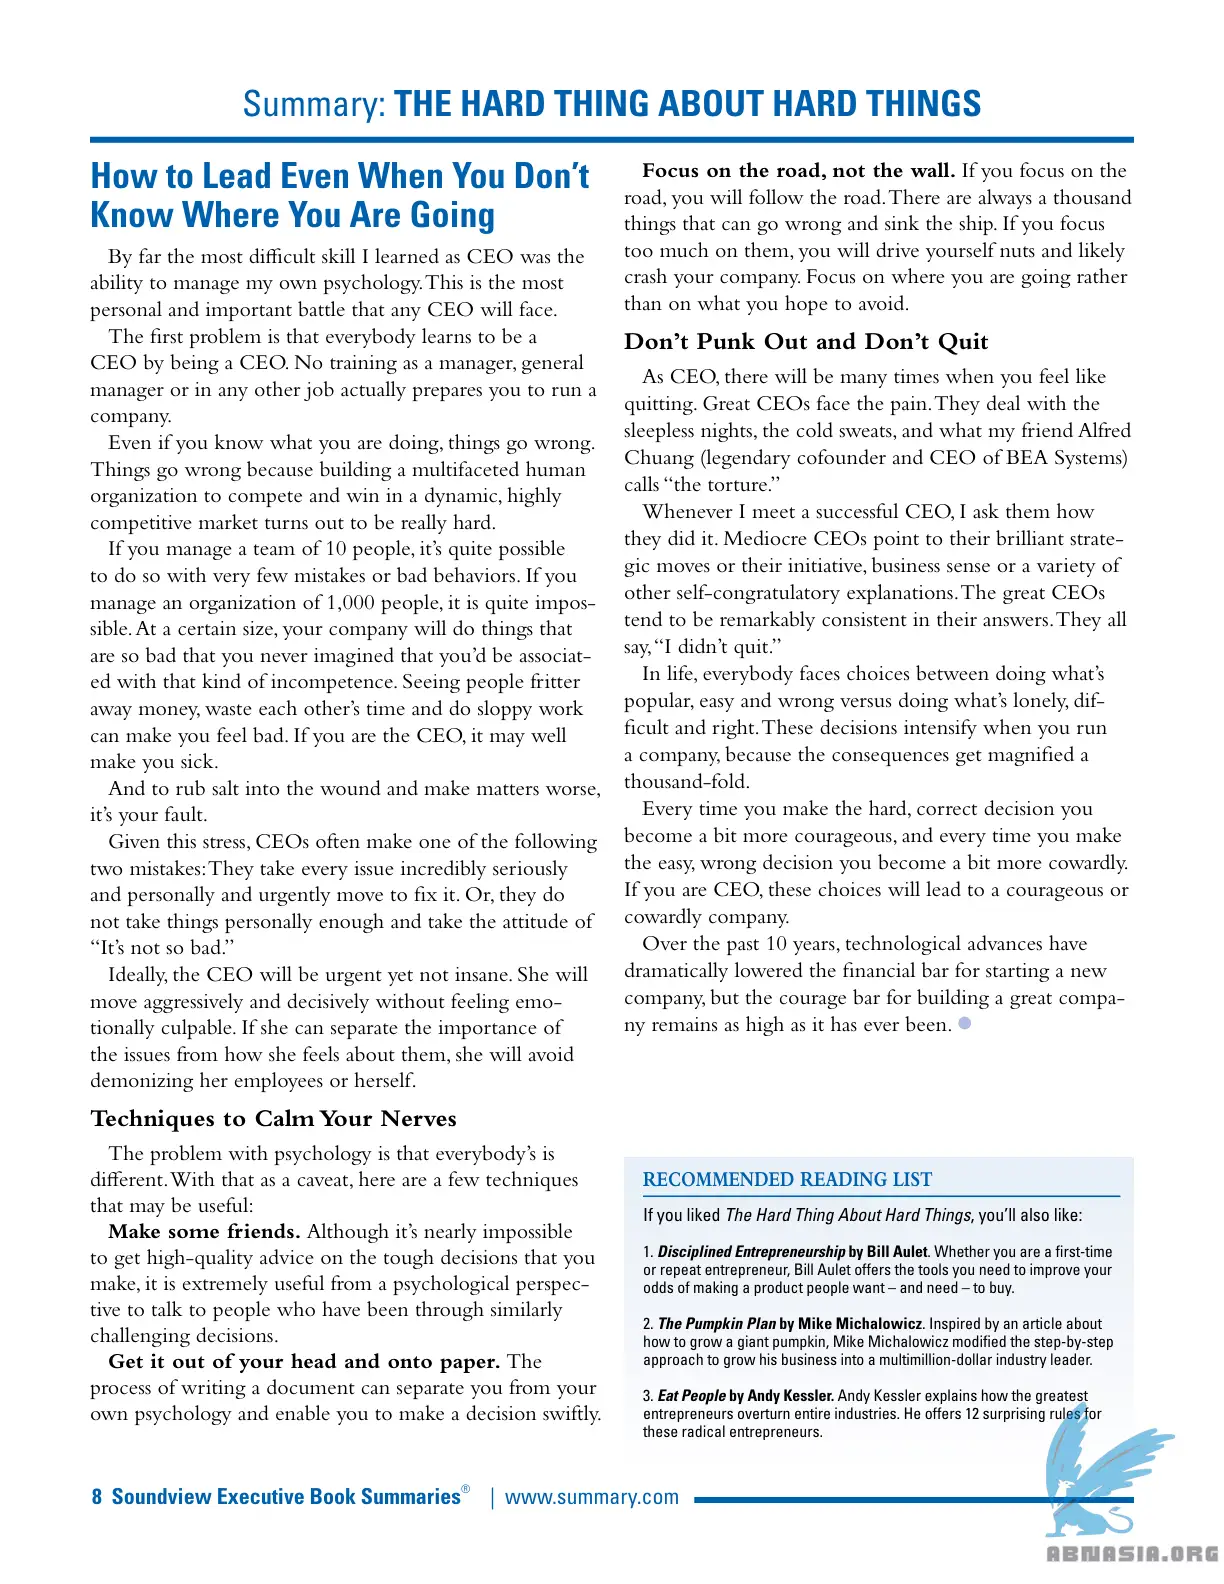 Summary: THE HARD THING ABOUT HARD THINGS
How to Lead Even When You Don’t
Know Where You Are Going
By far the most difficult skill I learned as CEO was the
ability to manage my own psychology. This is the most
personal and important battle that any CEO will face.
The first problem is that everybody learns to be a
CEO by being a CEO. No training as a manager, general
manager or in any other job actually prepares you to run a
company.
Even if you know what you are doing, things go wrong.
Things go wrong because building a multifaceted human
organization to compete and win in a dynamic, highly
competitive market turns out to be really hard.
If you manage a team of 10 people, it’s quite possible
to do so with very few mistakes or bad behaviors. If you
manage an organization of 1,000 people, it is quite impos-
sible. At a certain size, your company will do things that
are so bad that you never imagined that you’d be associat-
ed with that kind of incompetence. Seeing people fritter
away money, waste each other’s time and do sloppy work
can make you feel bad. If you are the CEO, it may well
make you sick.
And to rub salt into the wound and make matters worse,
it’s your fault.
Given this stress, CEOs often make one of the following
two mistakes: They take every issue incredibly seriously
and personally and urgently move to fix it. Or, they do
not take things personally enough and take the attitude of
“It’s not so bad.”
Ideally, the CEO will be urgent yet not insane. She will
move aggressively and decisively without feeling emo-
tionally culpable. If she can separate the importance of
the issues from how she feels about them, she will avoid
demonizing her employees or herself.
Techniques to Calm Your Nerves
The problem with psychology is that everybody’s is
different. With that as a caveat, here are a few techniques
that may be useful:
Make some friends. Although it’s nearly impossible
to get high-quality advice on the tough decisions that you
make, it is extremely useful from a psychological perspec-
tive to talk to people who have been through similarly
challenging decisions.
Get it out of your head and onto paper. The
process of writing a document can separate you from your
own psychology and enable you to make a decision swiftly.
Focus on the road, not the wall. If you focus on the
road, you will follow the road. There are always a thousand
things that can go wrong and sink the ship. If you focus
too much on them, you will drive yourself nuts and likely
crash your company. Focus on where you are going rather
than on what you hope to avoid.
Don’t Punk Out and Don’t Quit
As CEO, there will be many times when you feel like
quitting. Great CEOs face the pain. They deal with the
sleepless nights, the cold sweats, and what my friend Alfred
Chuang (legendary cofounder and CEO of BEA Systems)
calls “the torture.”
Whenever I meet a successful CEO, I ask them how
they did it. Mediocre CEOs point to their brilliant strate-
gic moves or their initiative, business sense or a variety of
other self-congratulatory explanations. The great CEOs
tend to be remarkably consistent in their answers. They all
say, “I didn’t quit.”
In life, everybody faces choices between doing what’s
popular, easy and wrong versus doing what’s lonely, dif-
ficult and right. These decisions intensify when you run
a company, because the consequences get magnified a
thousand-fold.
Every time you make the hard, correct decision you
become a bit more courageous, and every time you make
the easy, wrong decision you become a bit more cowardly.
If you are CEO, these choices will lead to a courageous or
cowardly company.
Over the past 10 years, technological advances have
dramatically lowered the financial bar for starting a new
company, but the courage bar for building a great compa-
ny remains as high as it has ever been. ●
RECOMMENDED READING LIST
If you liked The Hard Thing About Hard Things, you’ll also like:
1. Disciplined Entrepreneurship by Bill Aulet. Whether you are a first-time
or repeat entrepreneur, Bill Aulet offers the tools you need to improve your
odds of making a product people want – and need – to buy.
2. The Pumpkin Plan by Mike Michalowicz. Inspired by an article about
how to grow a giant pumpkin, Mike Michalowicz modified the step-by-step
approach to grow his business into a multimillion-dollar industry leader.
3. Eat People by Andy Kessler. Andy Kessler explains how the greatest
entrepreneurs overturn entire industries. He offers 12 surprising rules for
these radical entrepreneurs.
8 Soundview Executive Book Summaries® | www.summary.com
ABNASIA.ORG